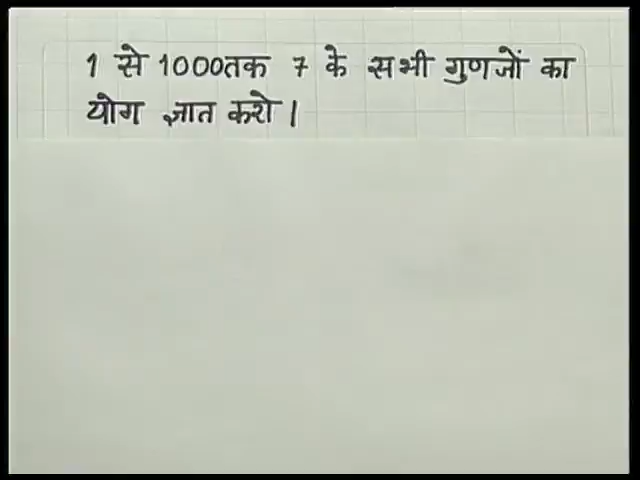 1 से 1000तक 7 के सभी गुणजों का
योग ज्ञात करो।